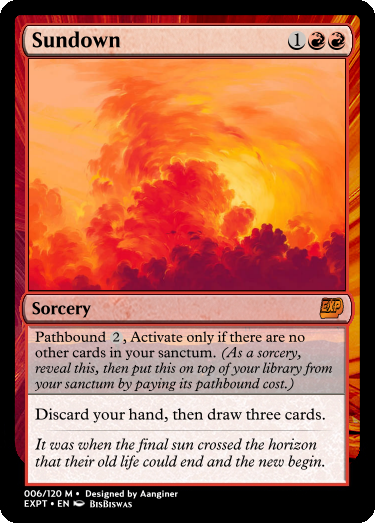 Sundown 1
Sorcery EXP
Pathbound 2, Activate only if there are no
other cards in your sanctum. (As a sorcery,
reveal this, then put this on top of your library from
your sanctum by paying its pathbound cost.)
Discard your hand, then draw three cards.
It was when the final sun crossed the horizon
that their old life could end and the new begin.
006/120 M • Designed by Aanginer
EXPT • EN BisBiswas